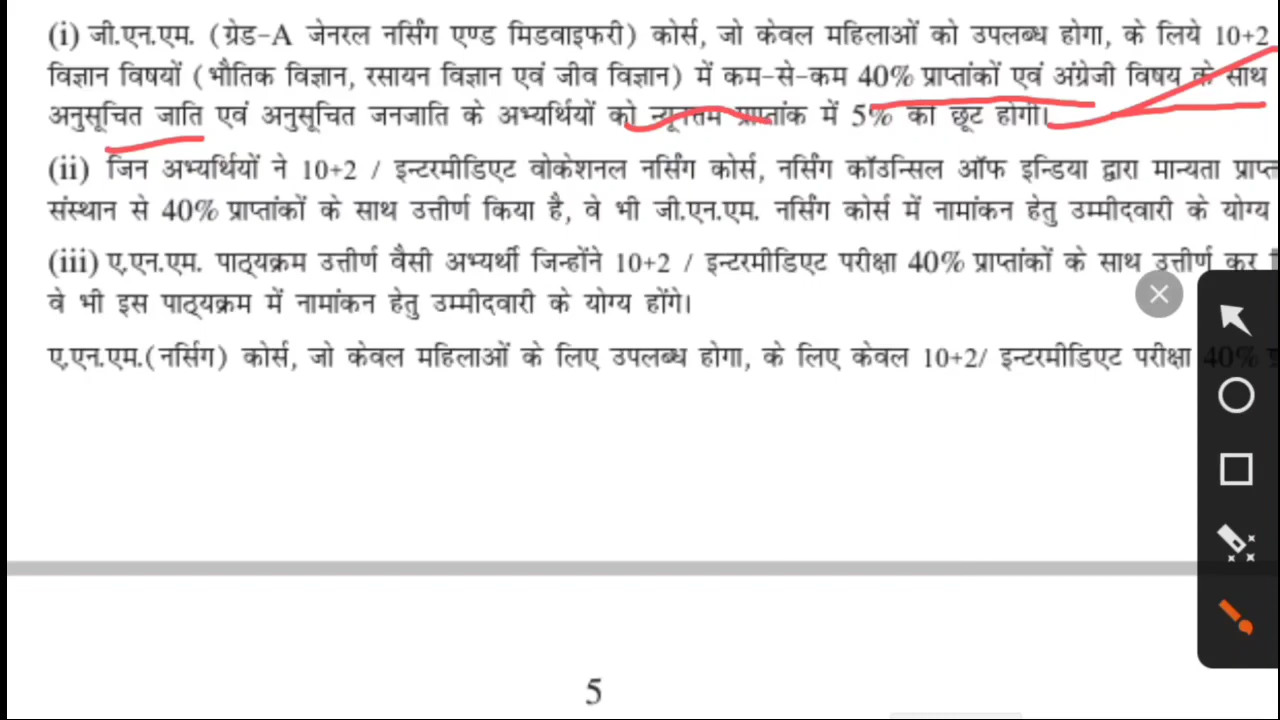 (i) जी.एन.एम. (ग्रेड-A जेनरल नर्सिंग एण्ड मिडवाइफरी) कोर्स, जो केवल महिलाओं को उपलब्ध होगा, के लिये 10+2
विज्ञान विषयों (भौतिक विज्ञान, रसायन विज्ञान एवं जीव विज्ञान) में कम-से-कम 40% प्राप्तांकों एवं अंग्रेजी विषय के साथ
अनुसूचित जाति एवं अनुसूचित जनजाति के अभ्यर्थियों को न्यूनत्तम प्राप्तांक में 5% की छूट होगी।
(ii) जिन अभ्यर्थियों ने 10+2 / इन्टरमीडिएट वोकेशनल नर्सिंग कोर्स, नर्सिंग कॉउन्सिल ऑफ इन्डिया द्वारा मान्यता
संस्थान से 40% प्राप्तांकों के साथ उत्तीर्ण किया है, वे भी जी.एन.एम. नर्सिंग कोर्स में नामांकन हेतु उम्मीदवारी के योग्य
(iii) ए.एन.एम. पाठ्यक्रम उत्तीर्ण वैसी अभ्यर्थी जिन्होंने 10+2 / इन्टरमीडिएट परीक्षा 40% प्राप्तांकों के साथ उत्तीर्ण कर
वे भी इस पाठ्यक्रम में नामांकन हेतु उम्मीदवारी के योग्य होंगे।
ए.एन.एम.(नर्सिग) कोर्स, जो केवल महिलाओं के लिए उपलब्ध होगा, के लिए केवल 10+2/ इन्टरमीडिएट परीक्षा 40%
5